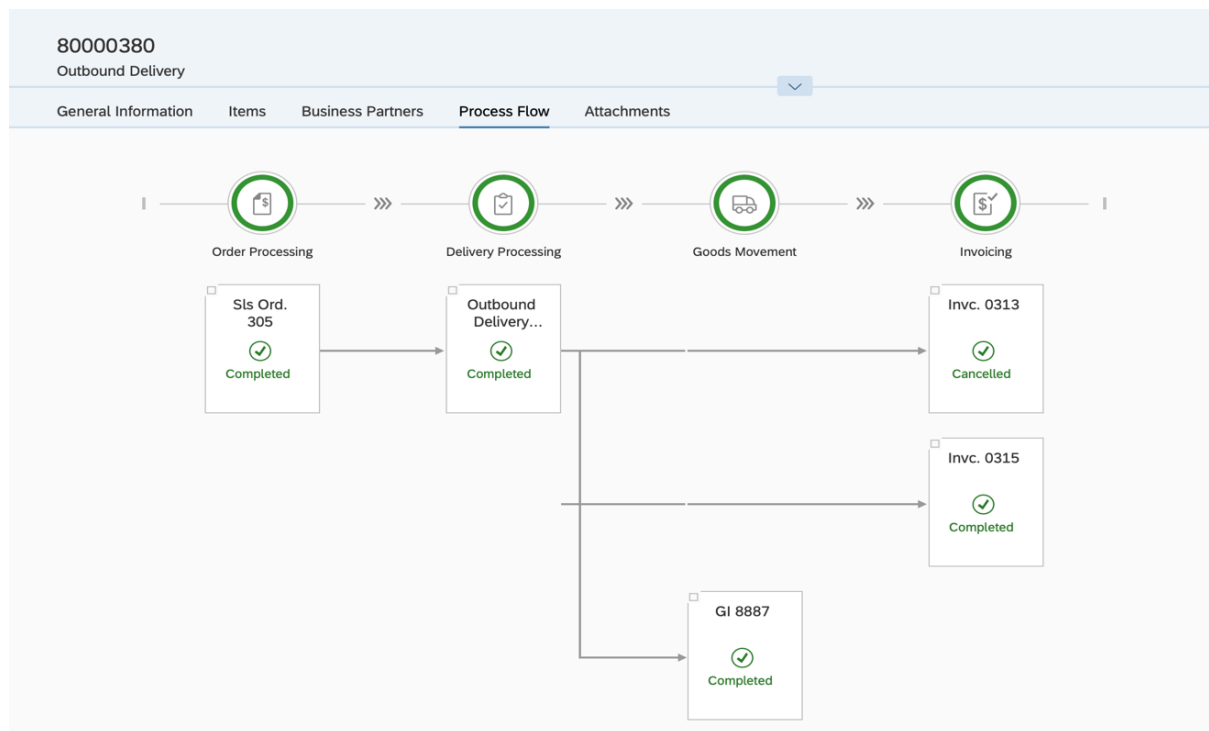 80000380
Outbound Delivery
General Information
Items
Business Partners
Process Flow
Attachments
Order Processing
Delivery Processing
Goods Movement
Invoicing
Sls Ord.
305
Completed
Outbound
Delivery...
Completed
Invc. 0313
Cancelled
Invc. 0315
Completed
GI 8887
Completed